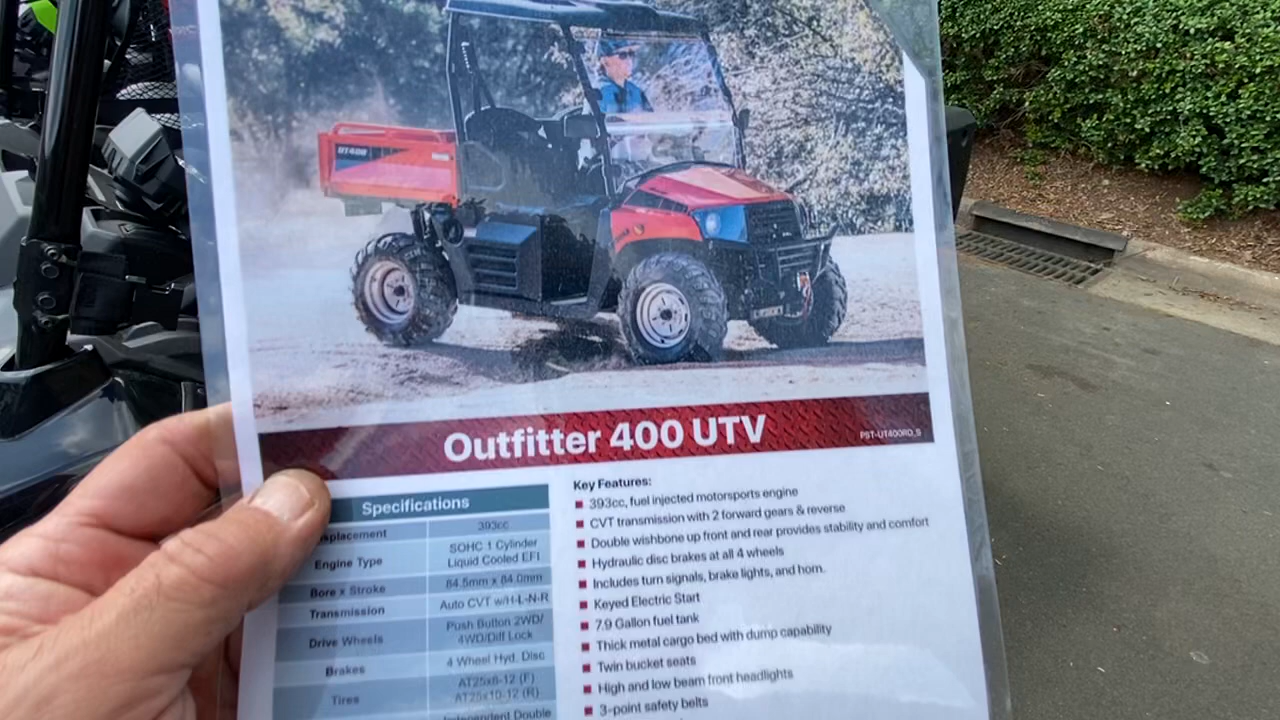 UT400
Outfitter 400 UTV
PST-UT400RD_S
Specifications
splacement 393cc
Engine Type SOHC 1 Cylinder
Liquid Cooled EFI
Bore x Stroke 84.5mm x 84.0mm
Transmission Auto CVT w/H-L-N-R
Drive Wheels Push Button 2WD/
4WD/Diff Lock
Brakes 4 Wheel Hyd. Disc
Tires AT25x8-12 (F)
AT25x10-12 (R)
Independent Double
Key Features:
393cc, fuel injected motorsports engine
CVT transmission with 2 forward gears & reverse
Double wishbone up front and rear provides stability and comfort
Hydraulic disc brakes at all 4 wheels
Includes turn signals, brake lights, and horn.
Keyed Electric Start
7.9 Gallon fuel tank
Thick metal cargo bed with dump capability
Twin bucket seats
High and low beam front headlights
3-point safety belts